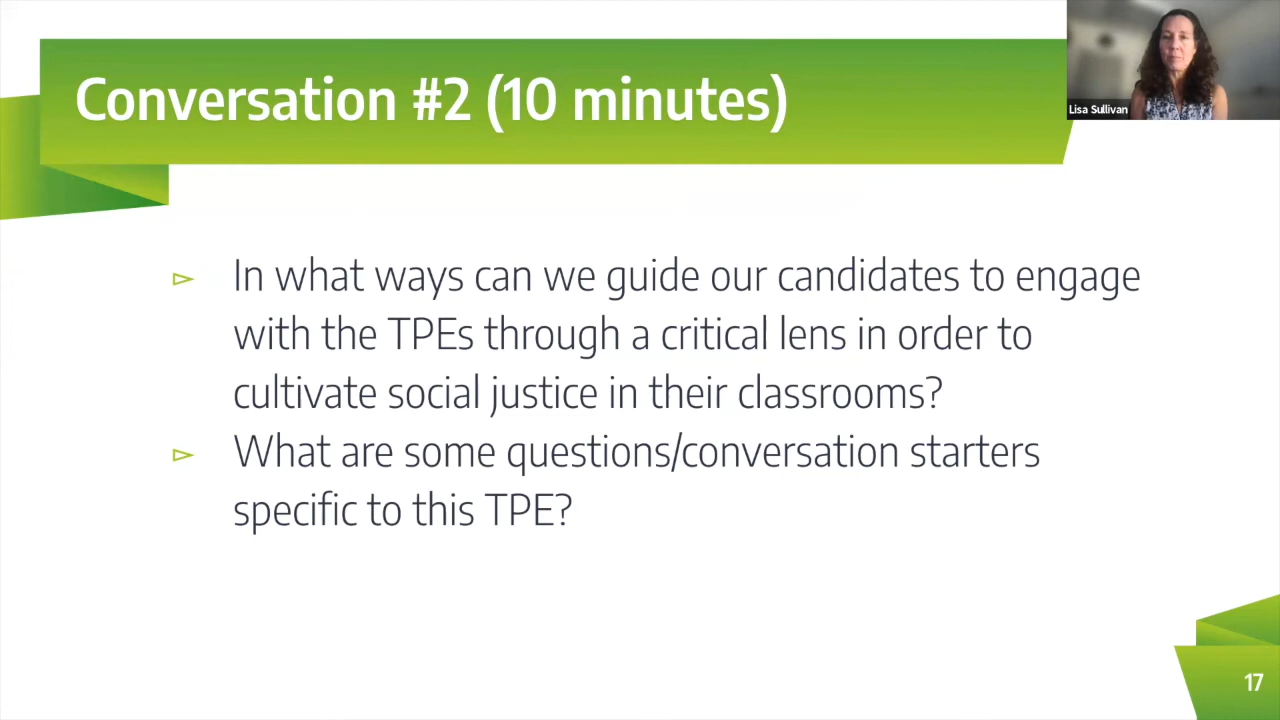 Conversation #2 (10 minutes)
Lisa Sullivan
In what ways can we guide our candidates to engage
with the TPEs through a critical lens in order to
cultivate social justice in their classrooms?
What are some questions/conversation starters
specific to this TPE?
17